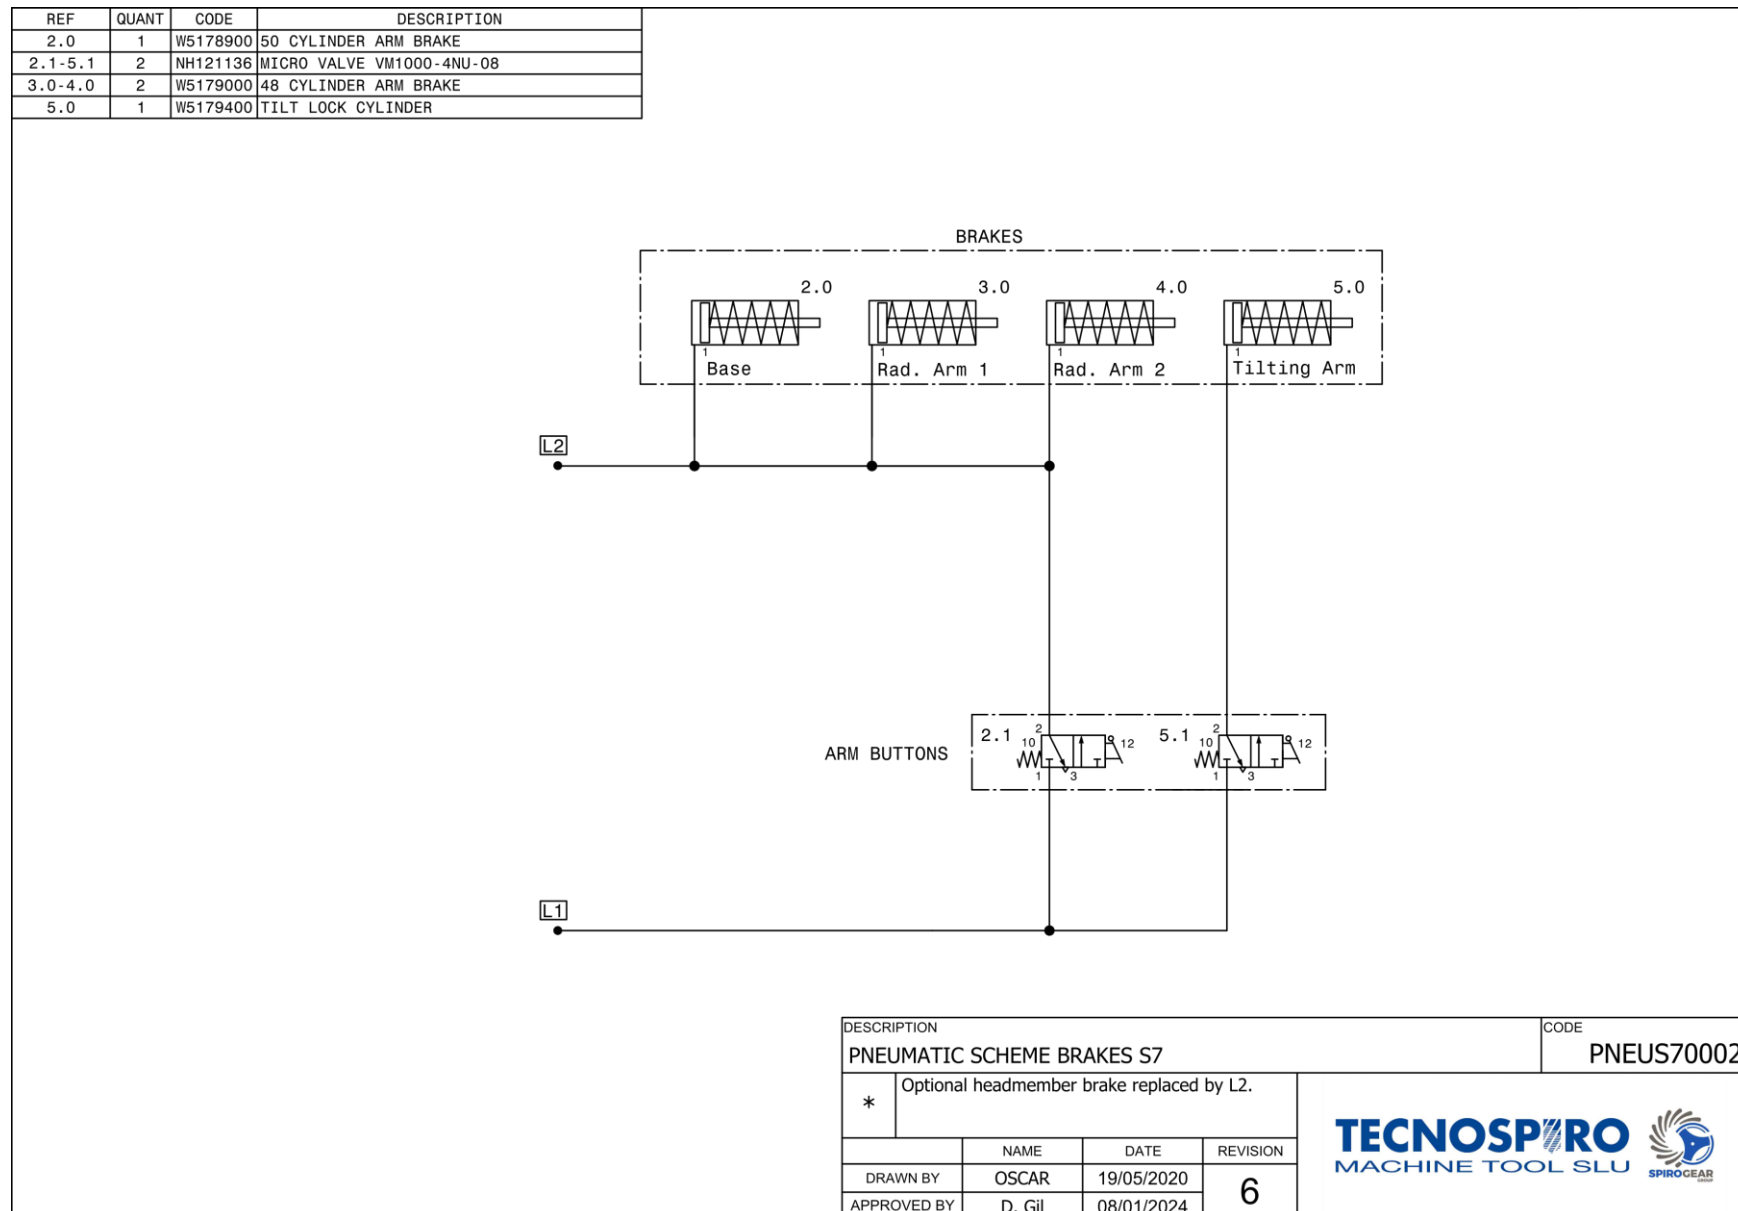 REF QUANT CODE DESCRIPTION
2.0 1 W5178900 50 CYLINDER ARM BRAKE
2.1-5.1 2 NH121136 MICRO VALVE VM1000-4NU-08
3.0-4.0 2 W5179000 48 CYLINDER ARM BRAKE
5.0 1 W5179400 TILT LOCK CYLINDER
BRAKES
2.0 3.0 4.0 5.0
1 1 1 1
Base Rad. Arm 1 Rad. Arm 2 Tilting Arm
L2
ARM BUTTONS
2.1 10 2 12 1 3
5.1 10 2 12 1 3
L1
DESCRIPTION
PNEUMATIC SCHEME BRAKES S7
CODE
PNEUS70002
* Optional headmember brake replaced by L2.
NAME DATE REVISION
DRAWN BY OSCAR 19/05/2020
6
APPROVED BY D. Gil 08/01/2024
TECNOSPIRO
MACHINE TOOL SLU
SPIROGEAR
GROUP